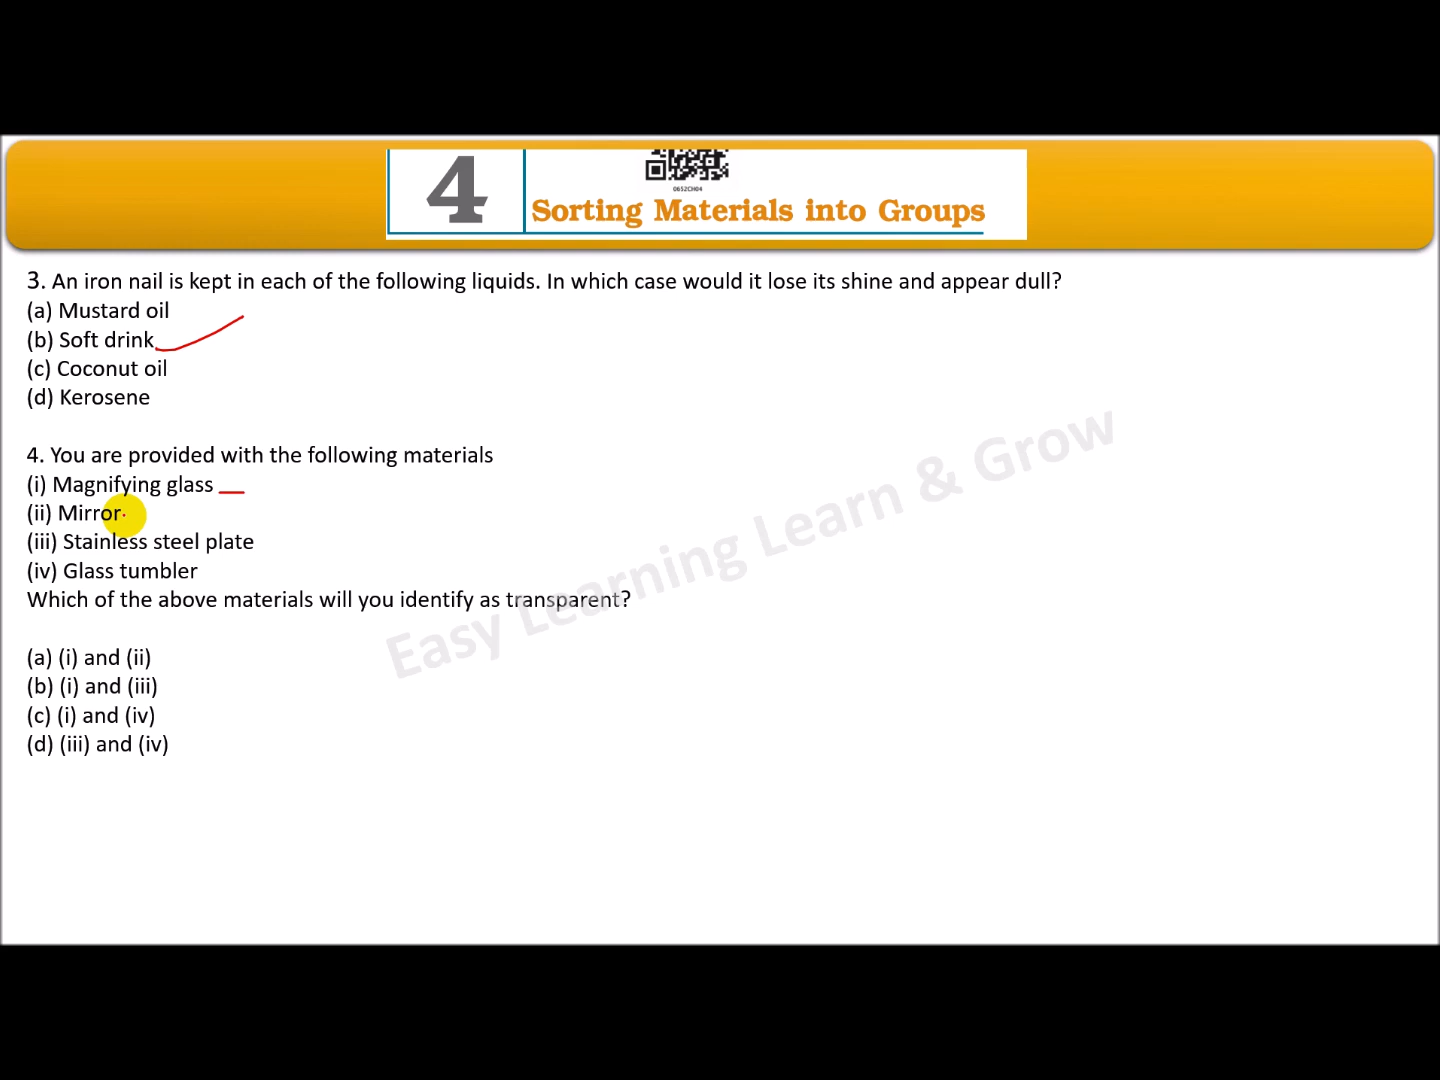 4
0652CH04
Sorting Materials into Groups
3. An iron nail is kept in each of the following liquids. In which case would it lose its shine and appear dull?
(a) Mustard oil
(b) Soft drink
(c) Coconut oil
(d) Kerosene
4. You are provided with the following materials
(i) Magnifying glass
(ii) Mirror
(iii) Stainless steel plate
(iv) Glass tumbler
Which of the above materials will you identify as transparent?
(a) (i) and (ii)
(b) (i) and (iii)
(c) (i) and (iv)
(d) (iii) and (iv)
Easy Learning Learn & Grow